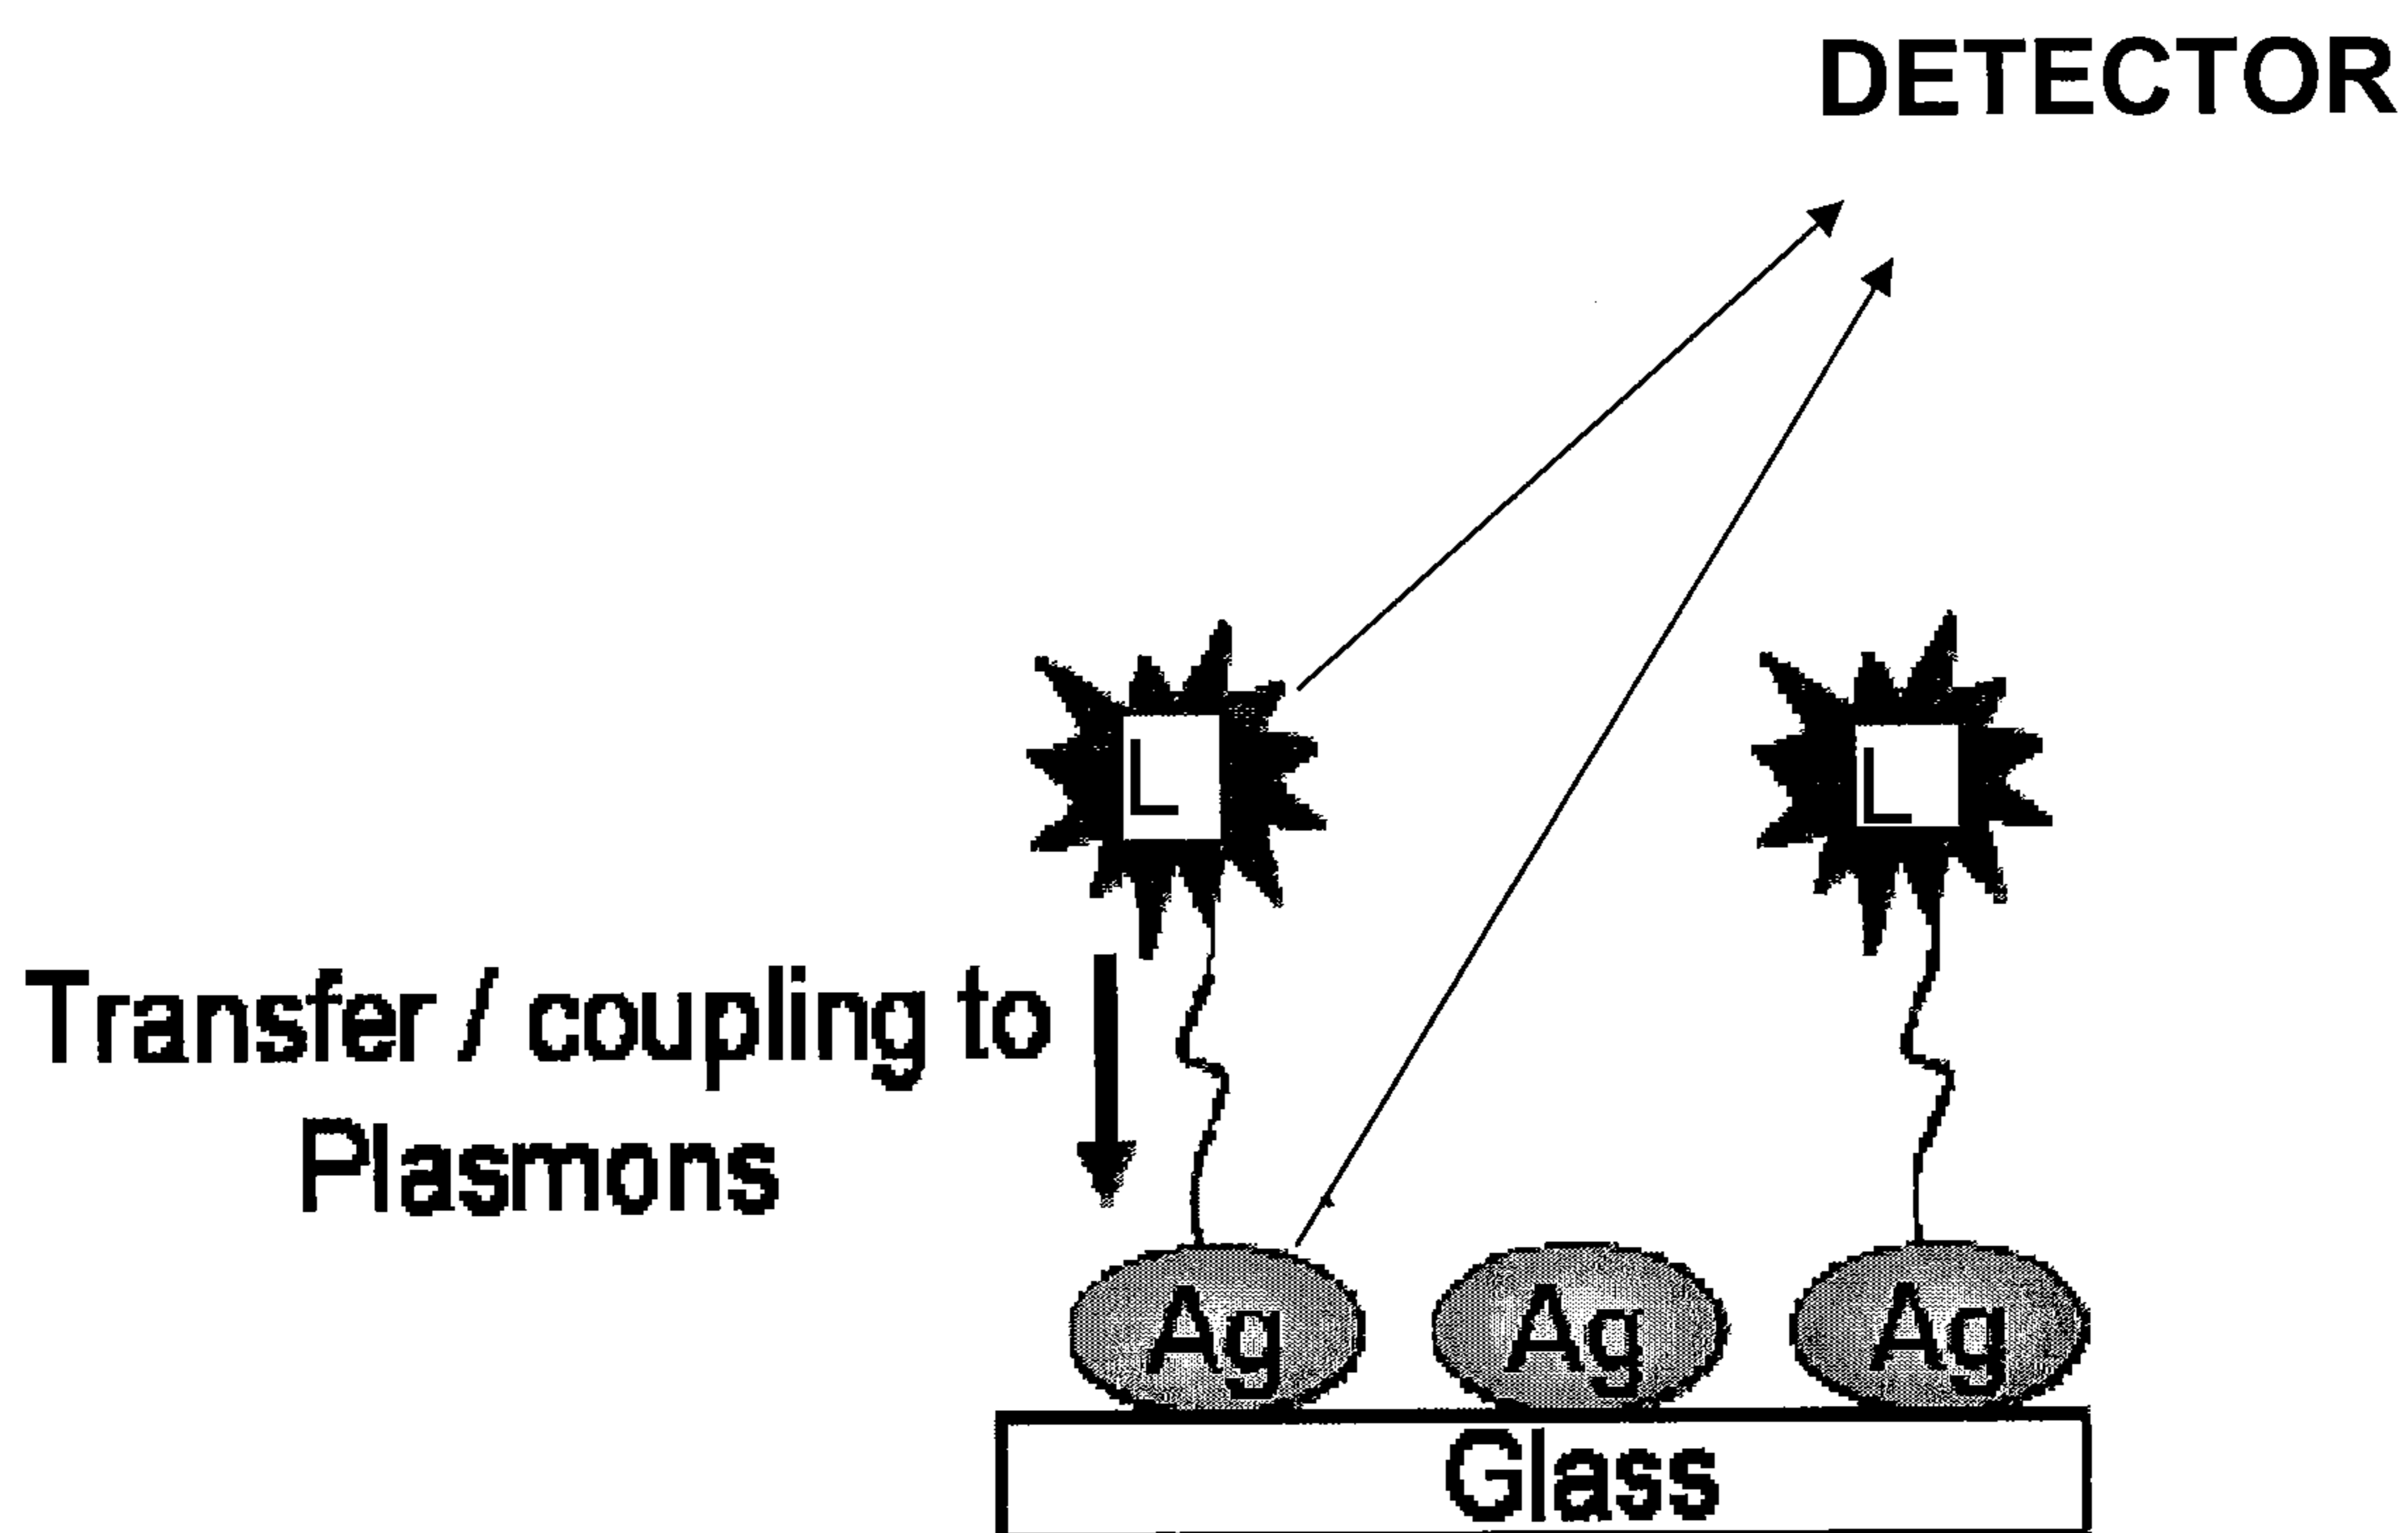 DETECTOR
L
L
Transfer / coupling to
Plasmons
Ag
Ag
Ag
Glass